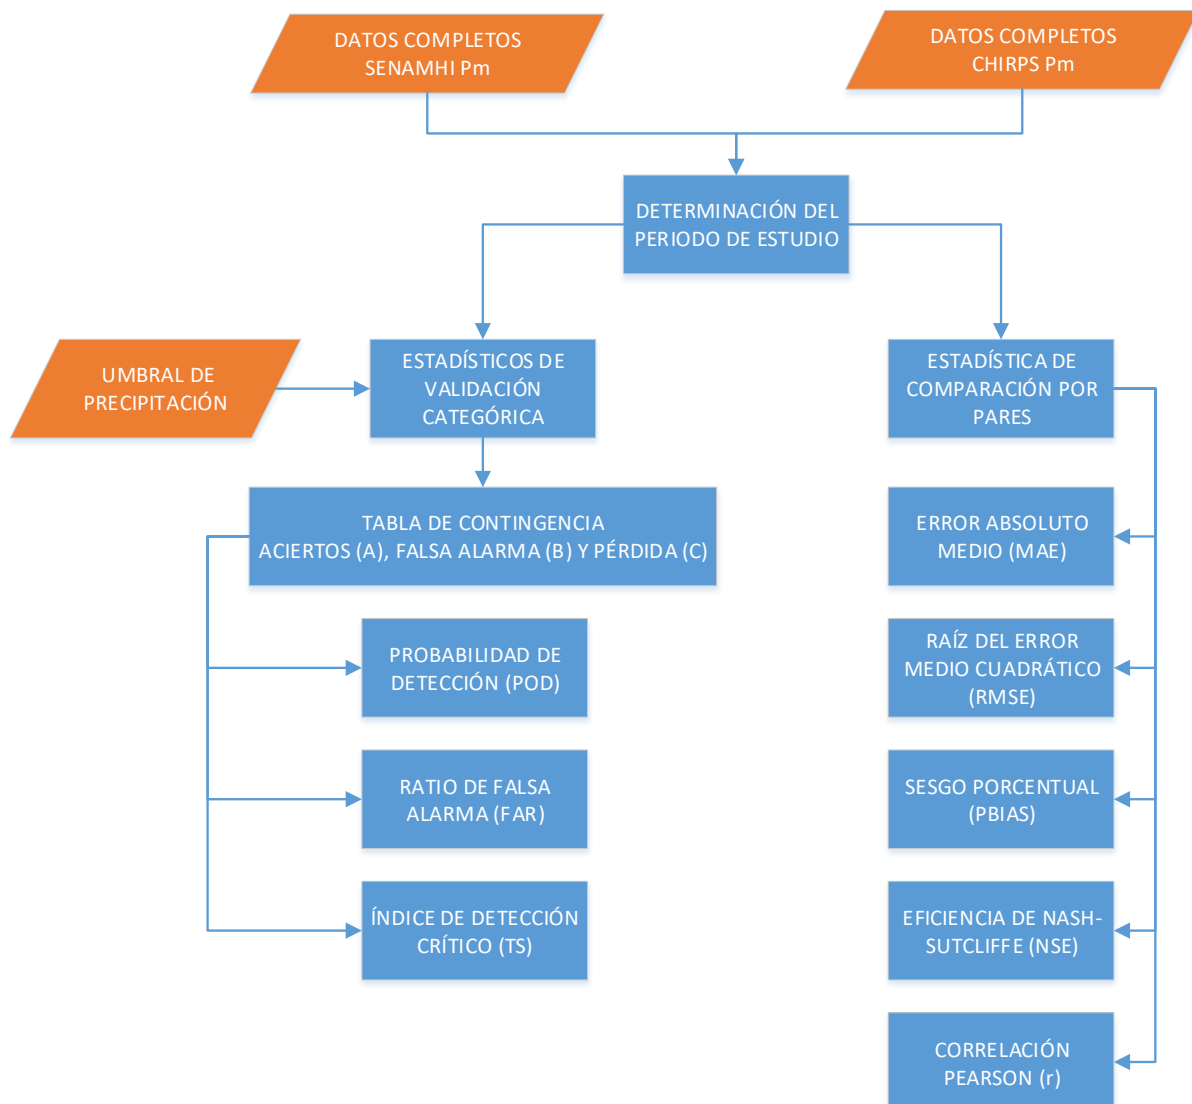 DATOS COMPLETOS
SENAMHI Pm
DATOS COMPLETOS
CHIRPS Pm
DETERMINACIÓN DEL
PERIODO DE ESTUDIO
UMBRAL DE
PRECIPITACIÓN
ESTADÍSTICOS DE
VALIDACIÓN
CATEGÓRICA
ESTADÍSTICA DE
COMPARACIÓN POR
PARES
TABLA DE CONTINGENCIA
ACIERTOS (A), FALSA ALARMA (B) Y PÉRDIDA (C)
ERROR ABSOLUTO
MEDIO (MAE)
PROBABILIDAD DE
DETECCIÓN (POD)
RAÍZ DEL ERROR
MEDIO CUADRÁTICO
(RMSE)
RATIO DE FALSA
ALARMA (FAR)
SESGO PORCENTUAL
(PBIAS)
ÍNDICE DE DETECCIÓN
CRÍTICO (TS)
EFICIENCIA DE NASH-
SUTCLIFFE (NSE)
CORRELACIÓN
PEARSON (r)